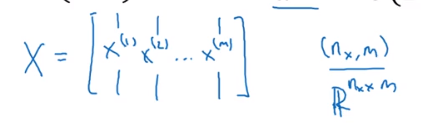 X = [x^(1) x^(2) ... x^(m)]
(n_x, m)
ℝ^(n_x × m)